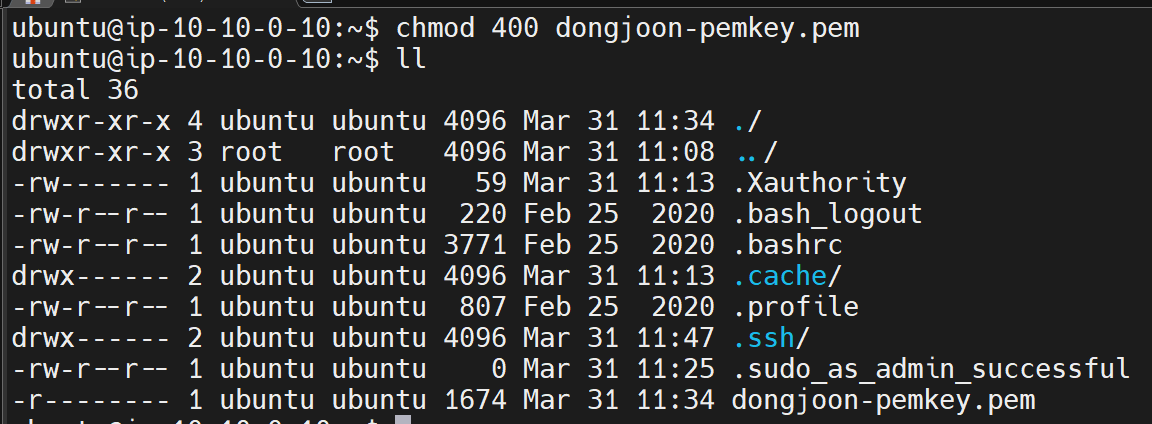 ubuntu@ip-10-10-0-10:~$ chmod 400 dongjoon-pemkey.pem
ubuntu@ip-10-10-0-10:~$ ll
total 36
drwxr-xr-x 4 ubuntu ubuntu 4096 Mar 31 11:34 ./
drwxr-xr-x 3 root   root   4096 Mar 31 11:08 ../
-rw------- 1 ubuntu ubuntu   59 Mar 31 11:13 .Xauthority
-rw-r--r-- 1 ubuntu ubuntu  220 Feb 25  2020 .bash_logout
-rw-r--r-- 1 ubuntu ubuntu 3771 Feb 25  2020 .bashrc
drwx------ 2 ubuntu ubuntu 4096 Mar 31 11:13 .cache/
-rw-r--r-- 1 ubuntu ubuntu  807 Feb 25  2020 .profile
drwx------ 2 ubuntu ubuntu 4096 Mar 31 11:47 .ssh/
-rw-r--r-- 1 ubuntu ubuntu    0 Mar 31 11:25 .sudo_as_admin_successful
-r-------- 1 ubuntu ubuntu 1674 Mar 31 11:34 dongjoon-pemkey.pem